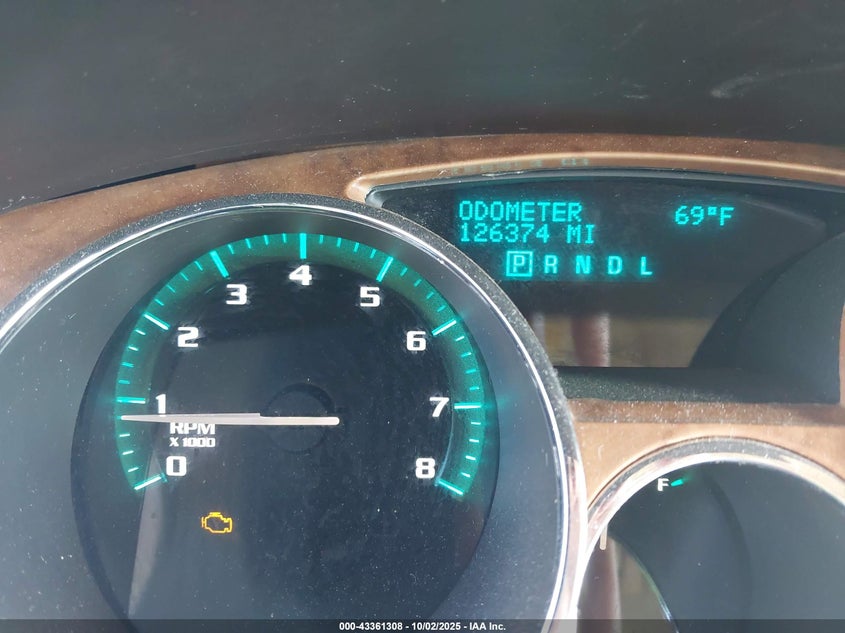 ODOMETER 69°F
126374 MI
P R N D L
4
3 5
2 6
1 7
RPM
X 1000
0 8
F
000-43361308 - 10/02/2025 - IAA Inc.